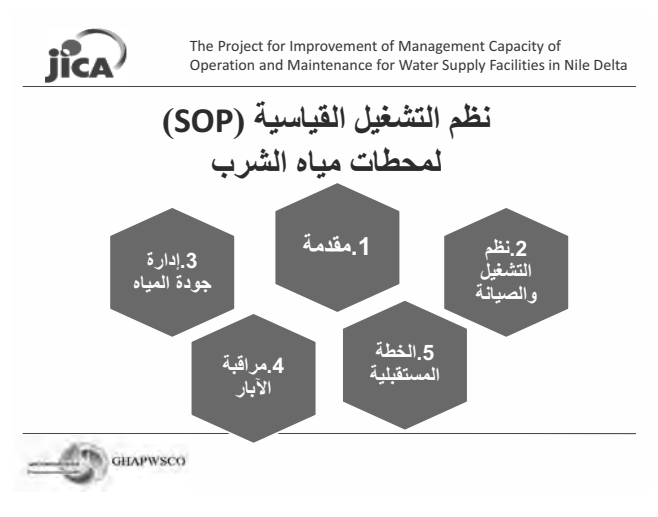 jICA
The Project for Improvement of Management Capacity of
Operation and Maintenance for Water Supply Facilities in Nile Delta
نظم التشغيل القياسية (SOP)
لمحطات مياه الشرب
1.مقدمة
2.نظم
التشغيل
والصيانة
3.إدارة
جودة المياه
4.مراقبة
الآبار
5.الخطة
المستقبلية
GHAPWSCO